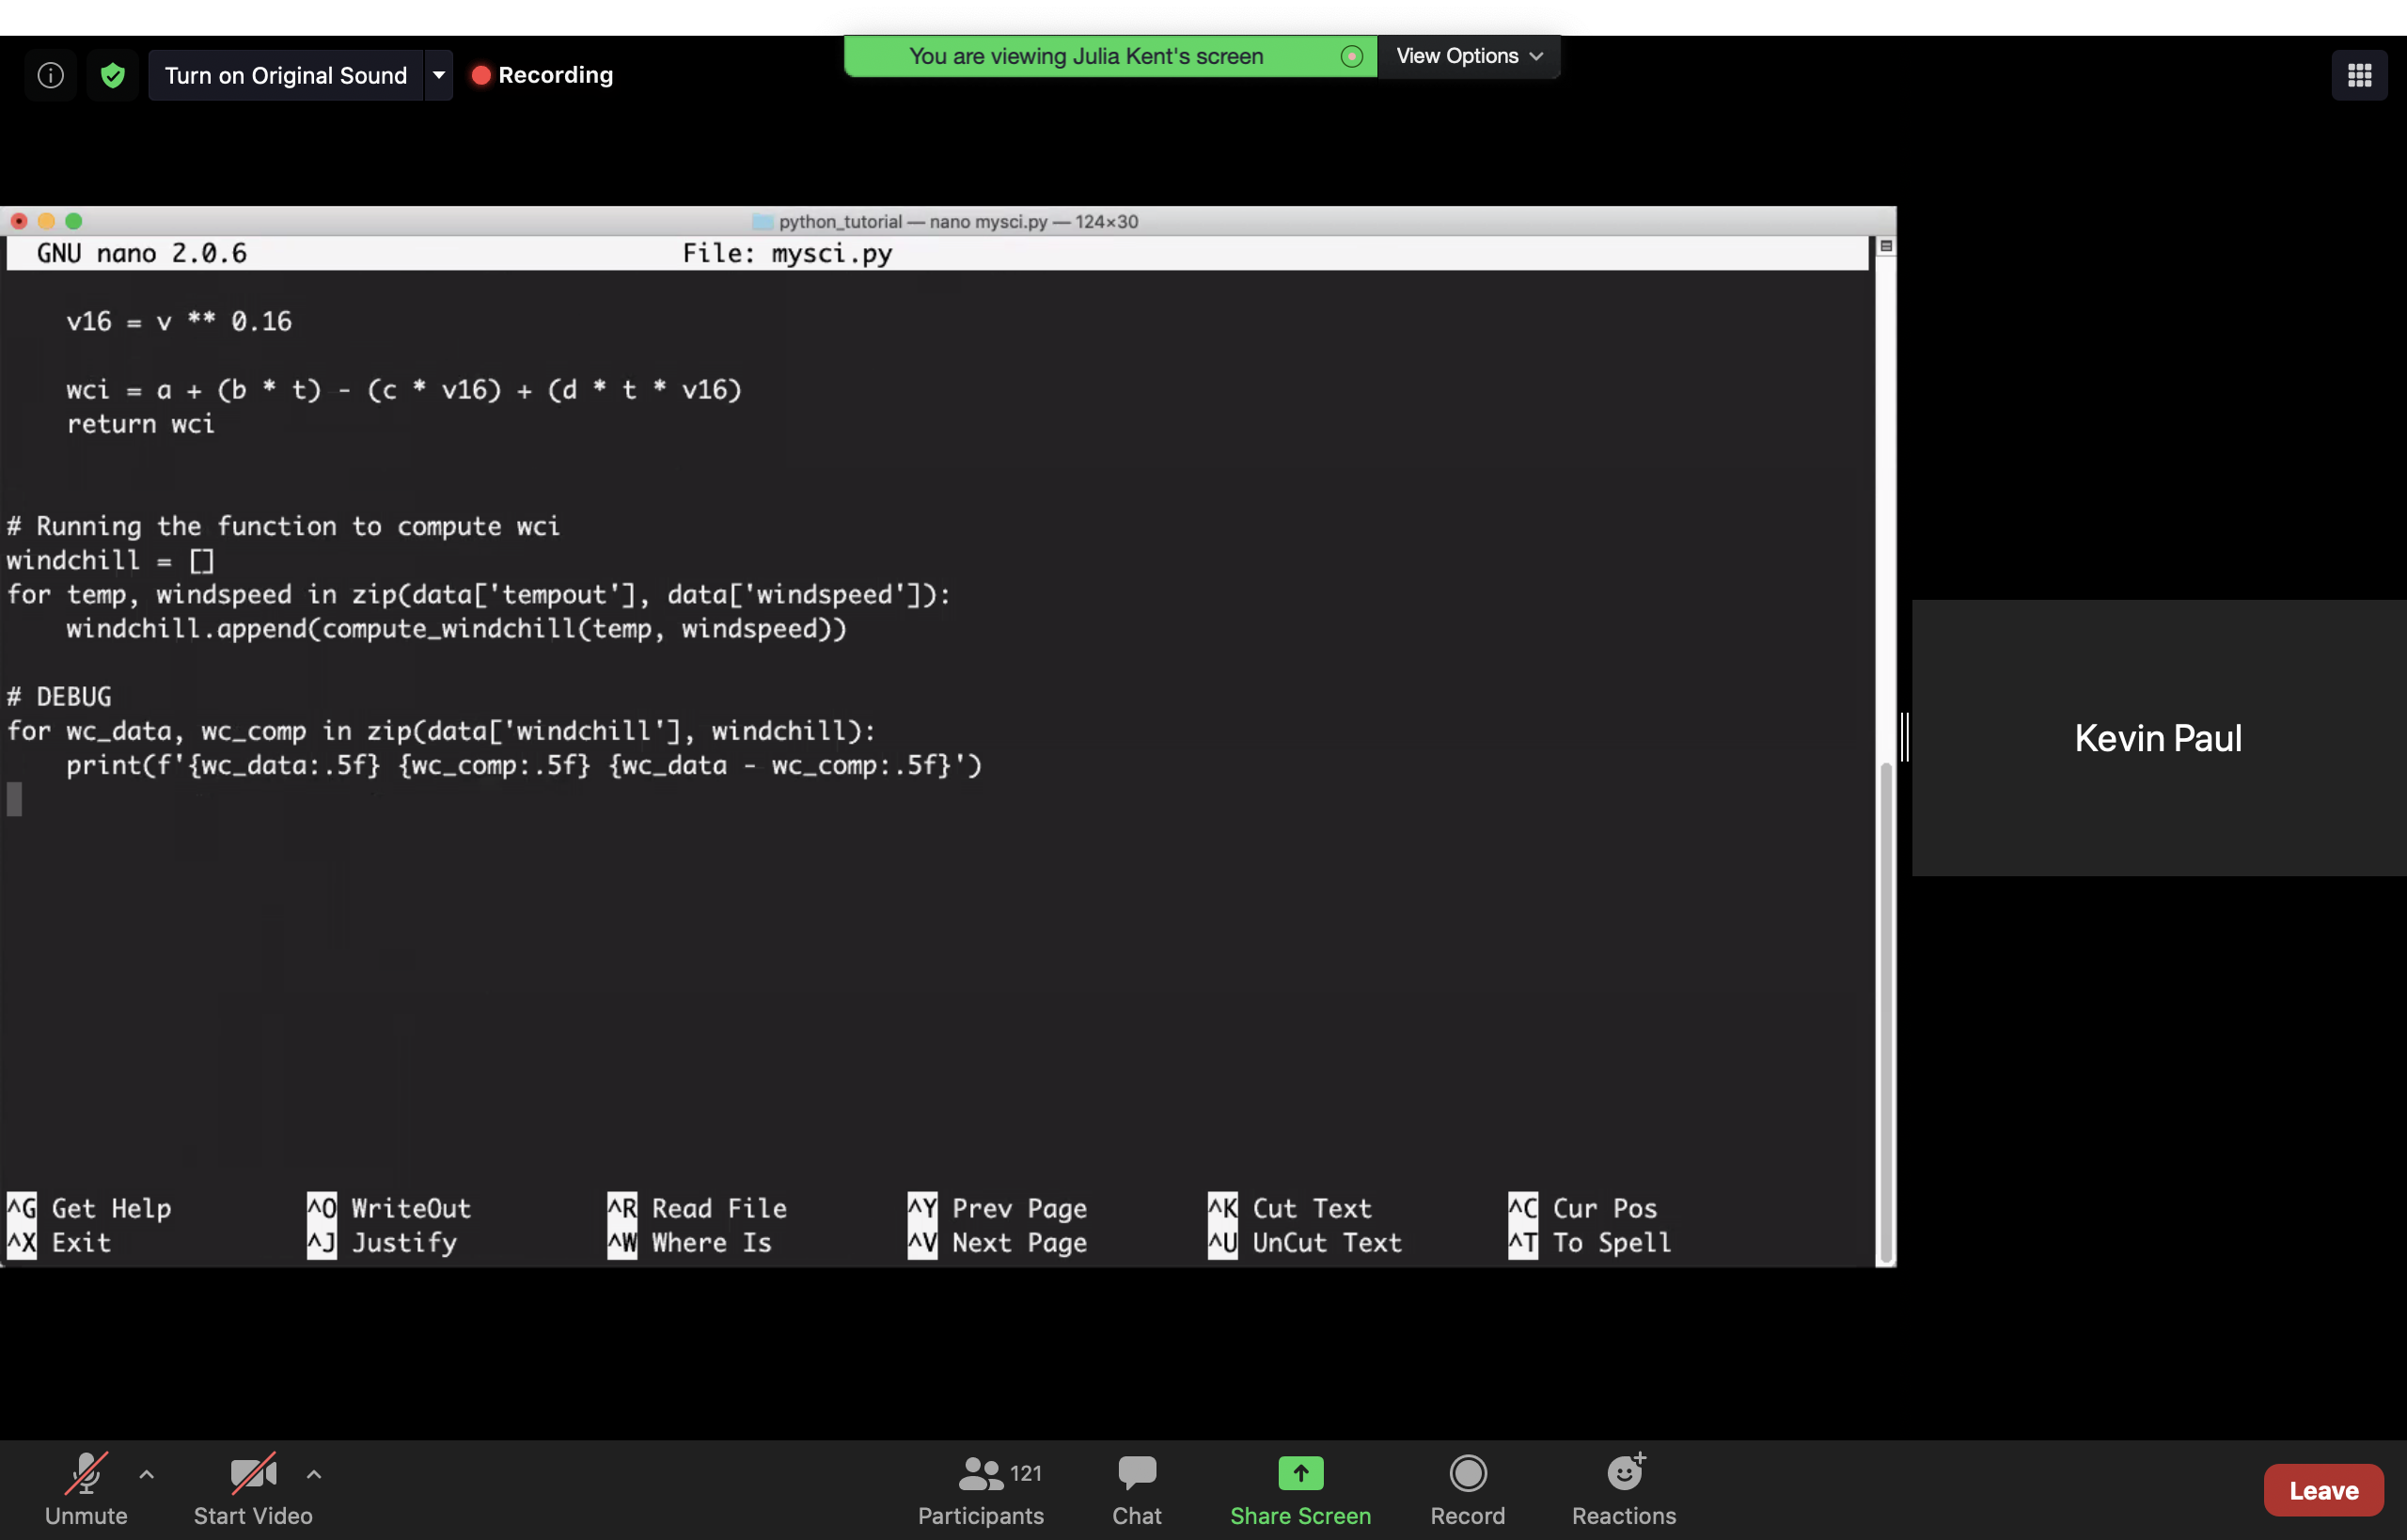 Turn on Original Sound
Recording
You are viewing Julia Kent's screen
View Options
python_tutorial — nano mysci.py — 124×30
GNU nano 2.0.6 File: mysci.py
v16 = v ** 0.16
wci = a + (b * t) - (c * v16) + (d * t * v16)
return wci
# Running the function to compute wci
windchill = []
for temp, windspeed in zip(data['tempout'], data['windspeed']):
windchill.append(compute_windchill(temp, windspeed))
# DEBUG
for wc_data, wc_comp in zip(data['windchill'], windchill):
print(f'{wc_data:.5f} {wc_comp:.5f} {wc_data - wc_comp:.5f}')
Kevin Paul
^G Get Help ^O WriteOut ^R Read File ^Y Prev Page ^K Cut Text ^C Cur Pos
^X Exit ^J Justify ^W Where Is ^V Next Page ^U UnCut Text ^T To Spell
121
Unmute Start Video Participants Chat Share Screen Record Reactions Leave